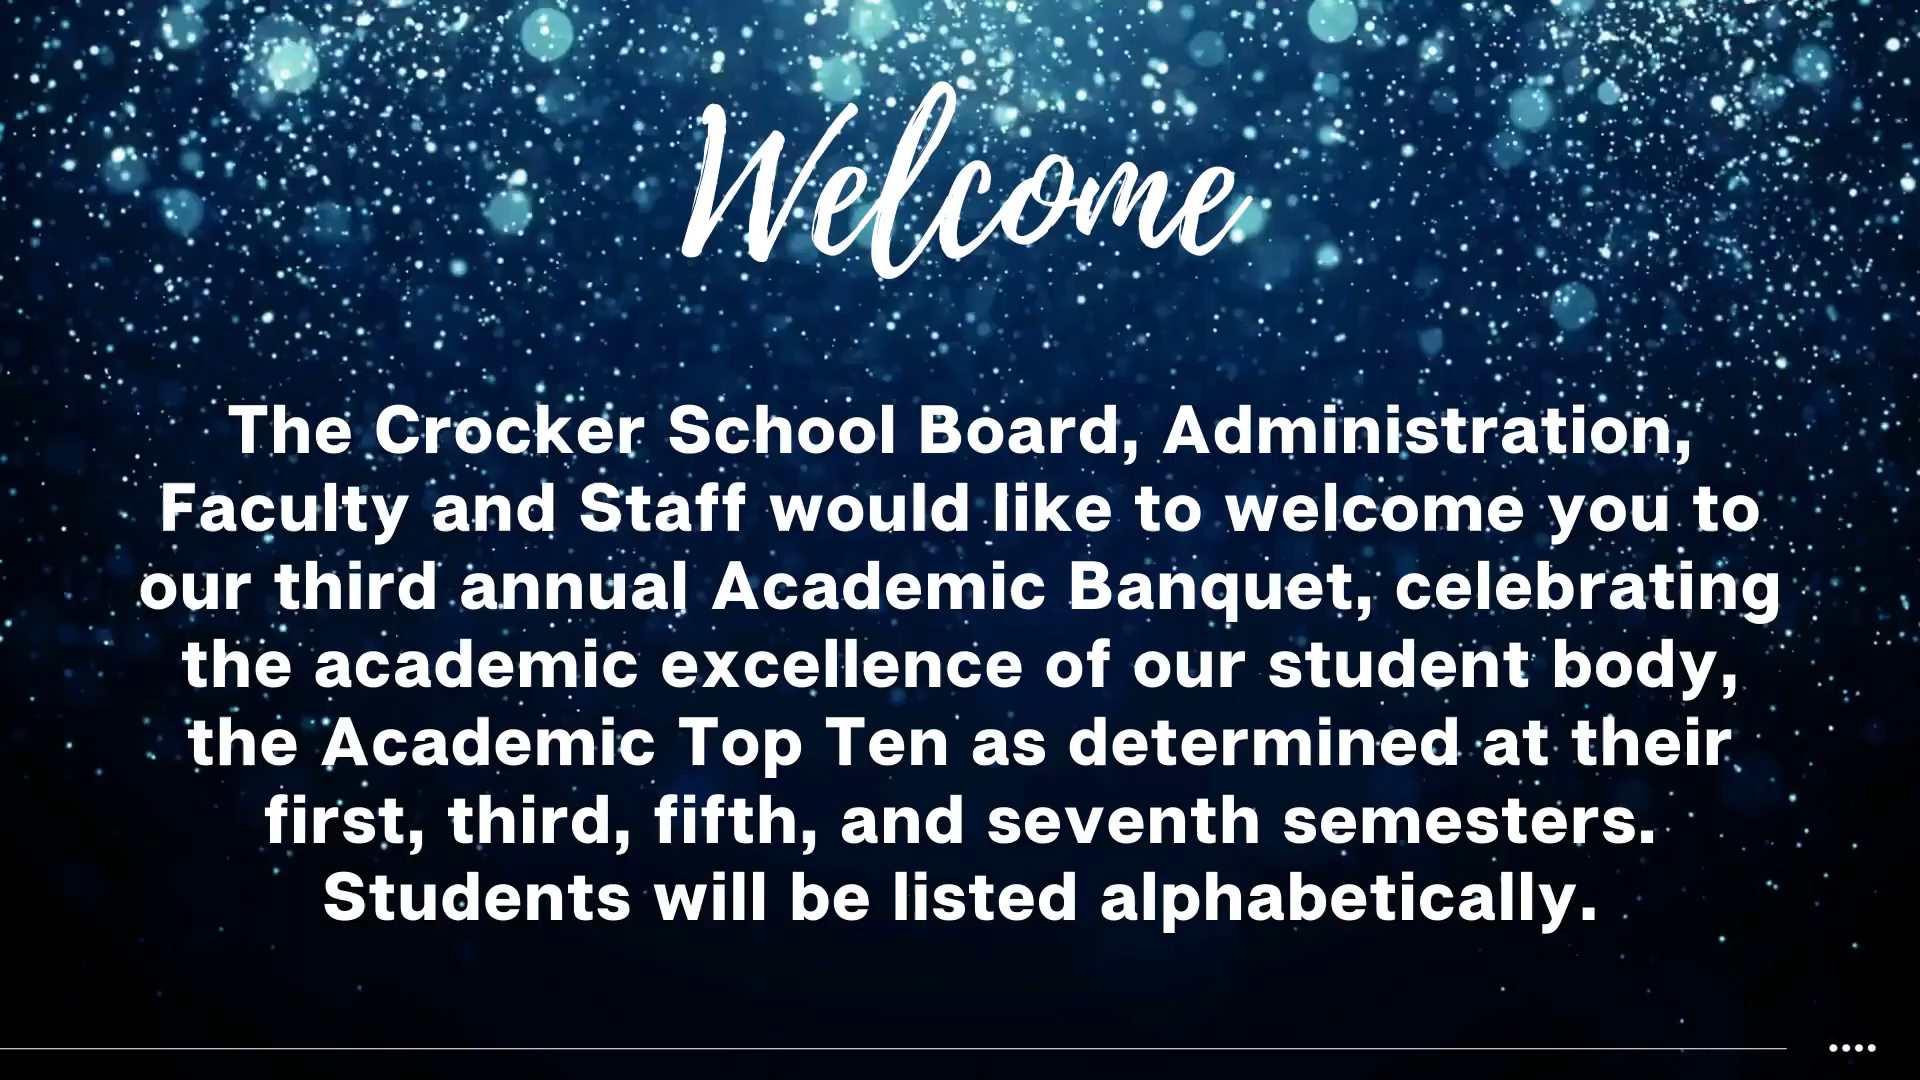 Welcome
The Crocker School Board, Administration,
Faculty and Staff would like to welcome you to
our third annual Academic Banquet, celebrating
the academic excellence of our student body,
the Academic Top Ten as determined at their
first, third, fifth, and seventh semesters.
Students will be listed alphabetically.